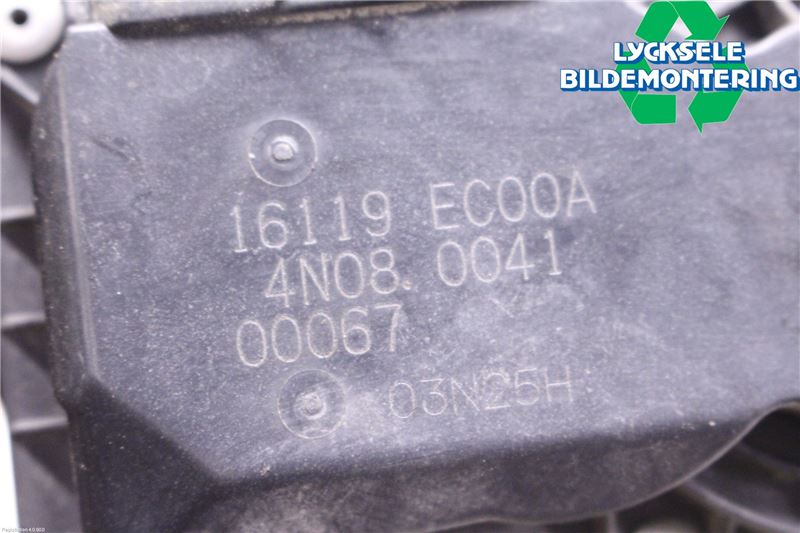 LYCKSELE
BILDEMONTERING
16119 EC00A
4N08. 0041
00067
03N25H